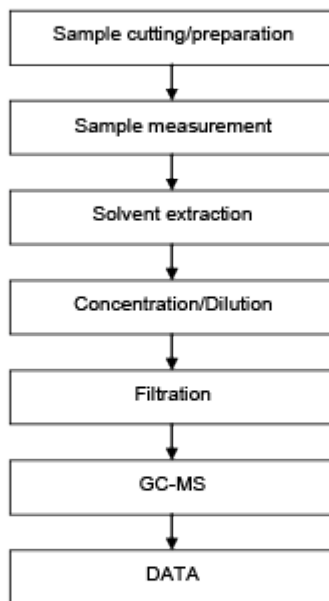 Sample cutting/preparation
Sample measurement
Solvent extraction
Concentration/Dilution
Filtration
GC-MS
DATA